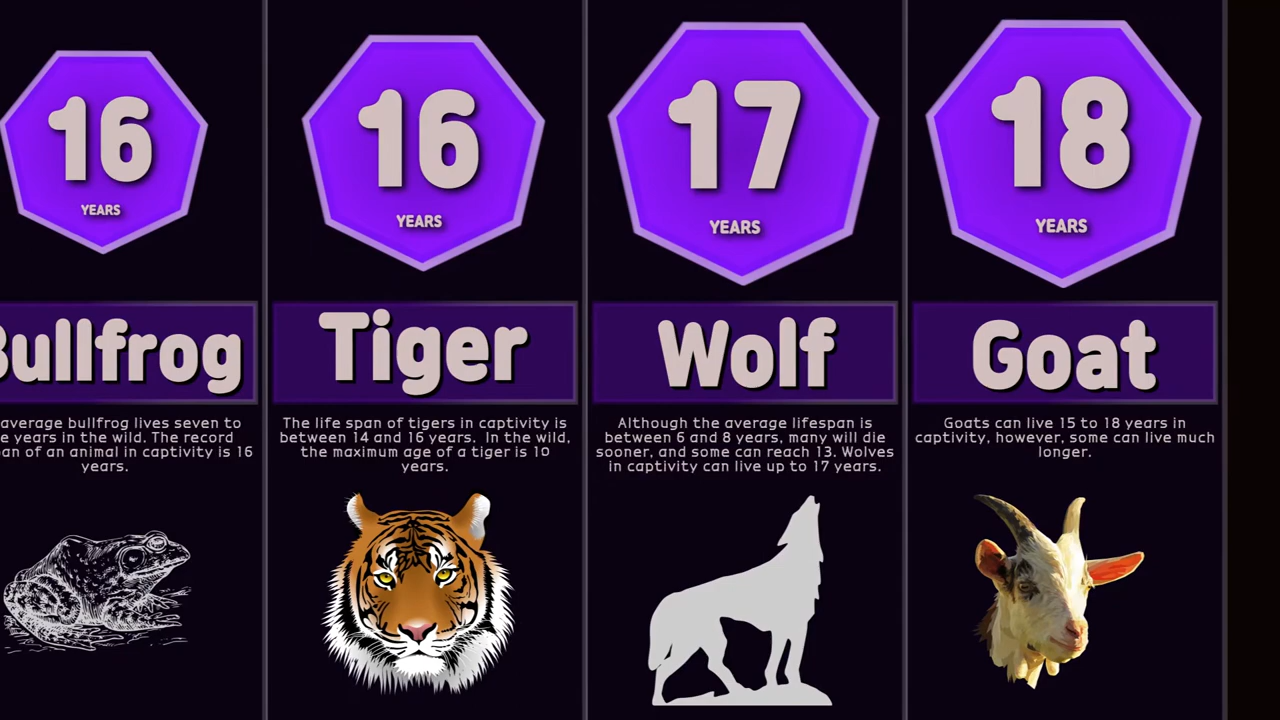 16
YEARS
Bullfrog
average bullfrog lives seven to
years in the wild. The record
of an animal in captivity is 16
years.
16
YEARS
Tiger
The life span of tigers in captivity is
between 14 and 16 years. In the wild,
the maximum age of a tiger is 10
years.
17
YEARS
Wolf
Although the average lifespan is
between 6 and 8 years, many will die
sooner, and some can reach 13. Wolves
in captivity can live up to 17 years.
18
YEARS
Goat
Goats can live 15 to 18 years in
captivity, however, some can live much
longer.